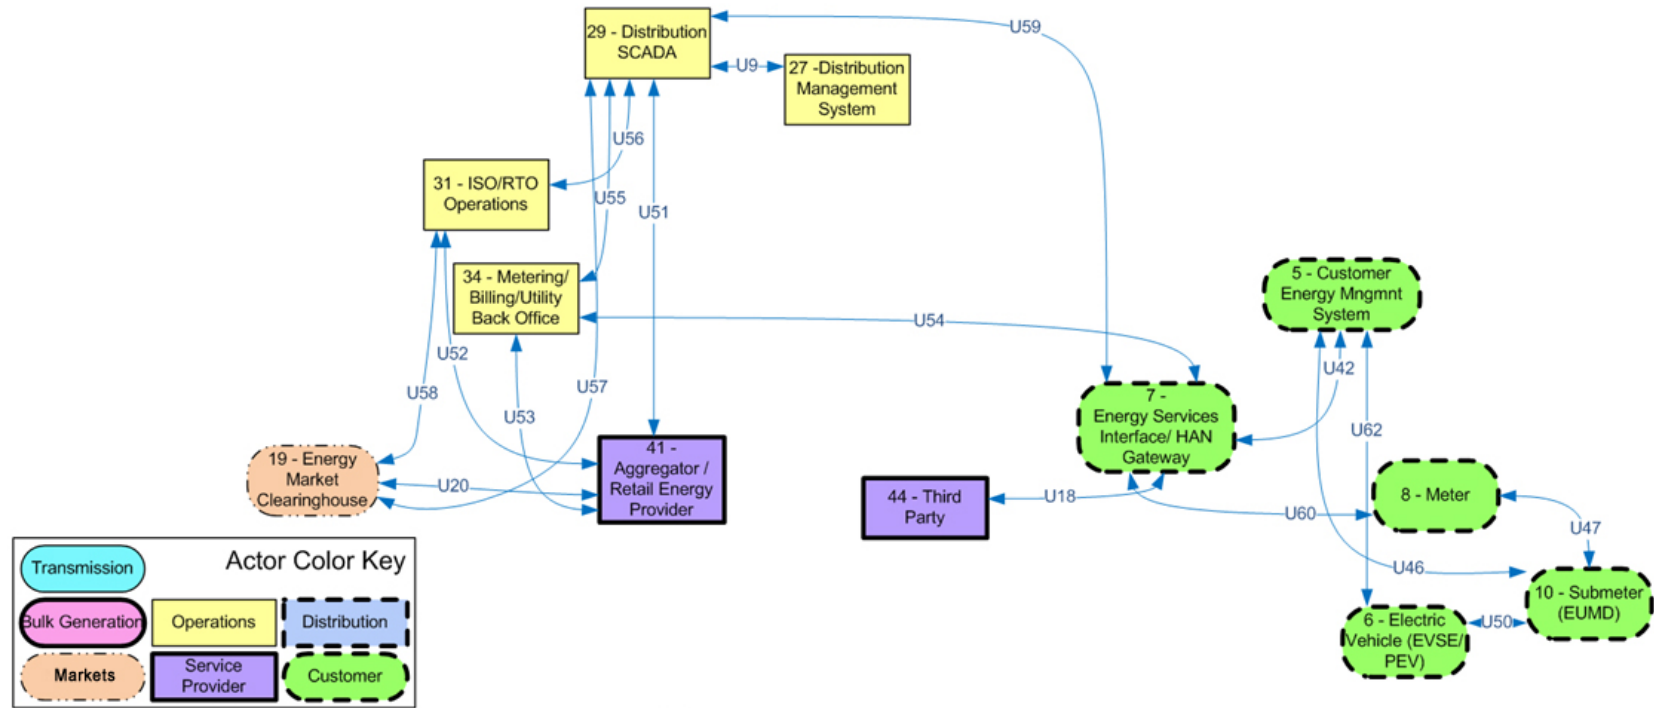 29 - Distribution
SCADA
U59
U9
27 -Distribution
Management
System
U56
31 - ISO/RTO
Operations
U55
U51
34 - Metering/
Billing/Utility
Back Office
5 - Customer
Energy Mngmnt
System
U54
U52
U58
U57
U53
U42
7 -
Energy Services
Interface/ HAN
Gateway
U62
19 - Energy
Market
Clearinghouse
U20
41 -
Aggregator /
Retail Energy
Provider
44 - Third
Party
U18
U60
8 - Meter
U47
U46
10 - Submeter
(EUMD)
6 - Electric
Vehicle (EVSE/
PEV)
U50
Actor Color Key
Transmission
Bulk Generation
Operations
Distribution
Markets
Service
Provider
Customer